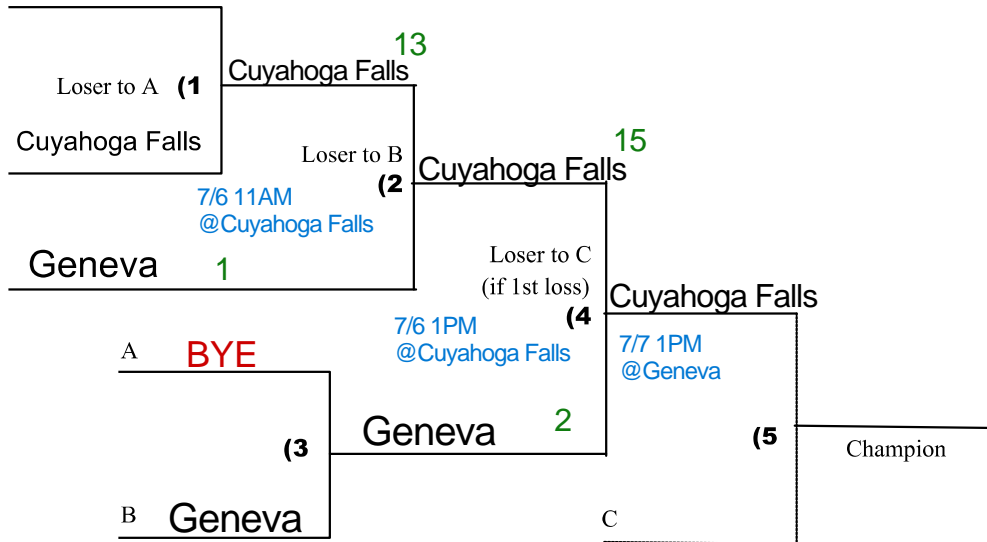 13
Cuyahoga Falls
Loser to A (1
Cuyahoga Falls
15
Loser to B
Cuyahoga Falls
(2
7/6 11AM
@Cuyahoga Falls
Geneva 1
Loser to C
(if 1st loss)
Cuyahoga Falls
(4
7/6 1PM
@Cuyahoga Falls
7/7 1PM
@Geneva
A BYE
Geneva 2
(3
(5
Champion
B Geneva
C